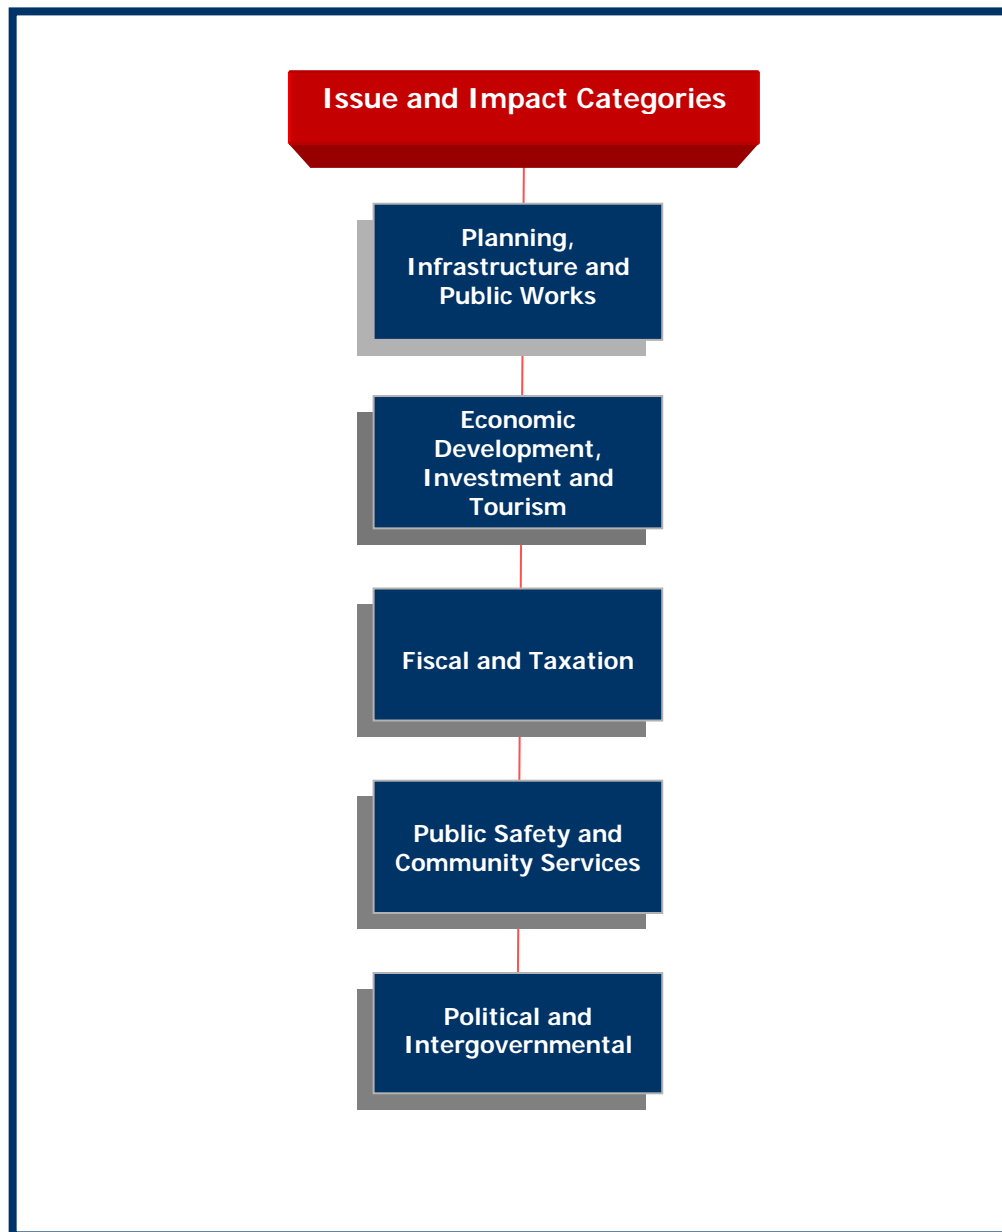 Issue and Impact Categories
Planning,
Infrastructure and
Public Works
Economic
Development,
Investment and
Tourism
Fiscal and Taxation
Public Safety and
Community Services
Political and
Intergovernmental